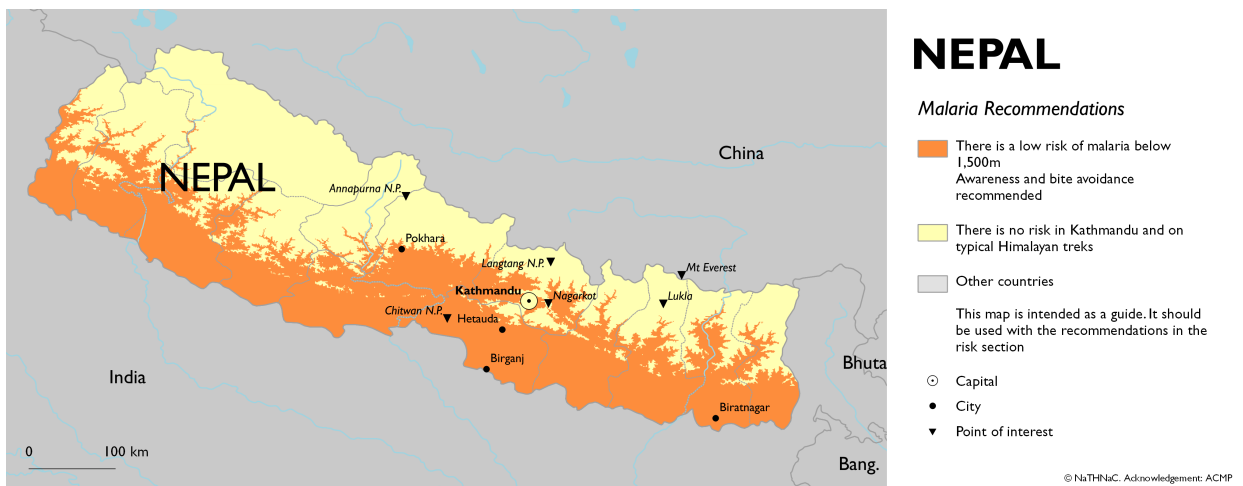 NEPAL
China
Annapurna N.P.
Pokhara
Langtang N.P.
Mt Everest
Kathmandu
Nagarkot
Lukla
Chitwan N.P.
Hetauda
Birganj
Biratnagar
India
Bhuta
Bang.
0 100 km
NEPAL
Malaria Recommendations
There is a low risk of malaria below
1,500m
Awareness and bite avoidance
recommended
There is no risk in Kathmandu and on
typical Himalayan treks
Other countries
This map is intended as a guide. It should
be used with the recommendations in the
risk section
Capital
City
Point of interest
© NaTHNaC. Acknowledgement: ACMP